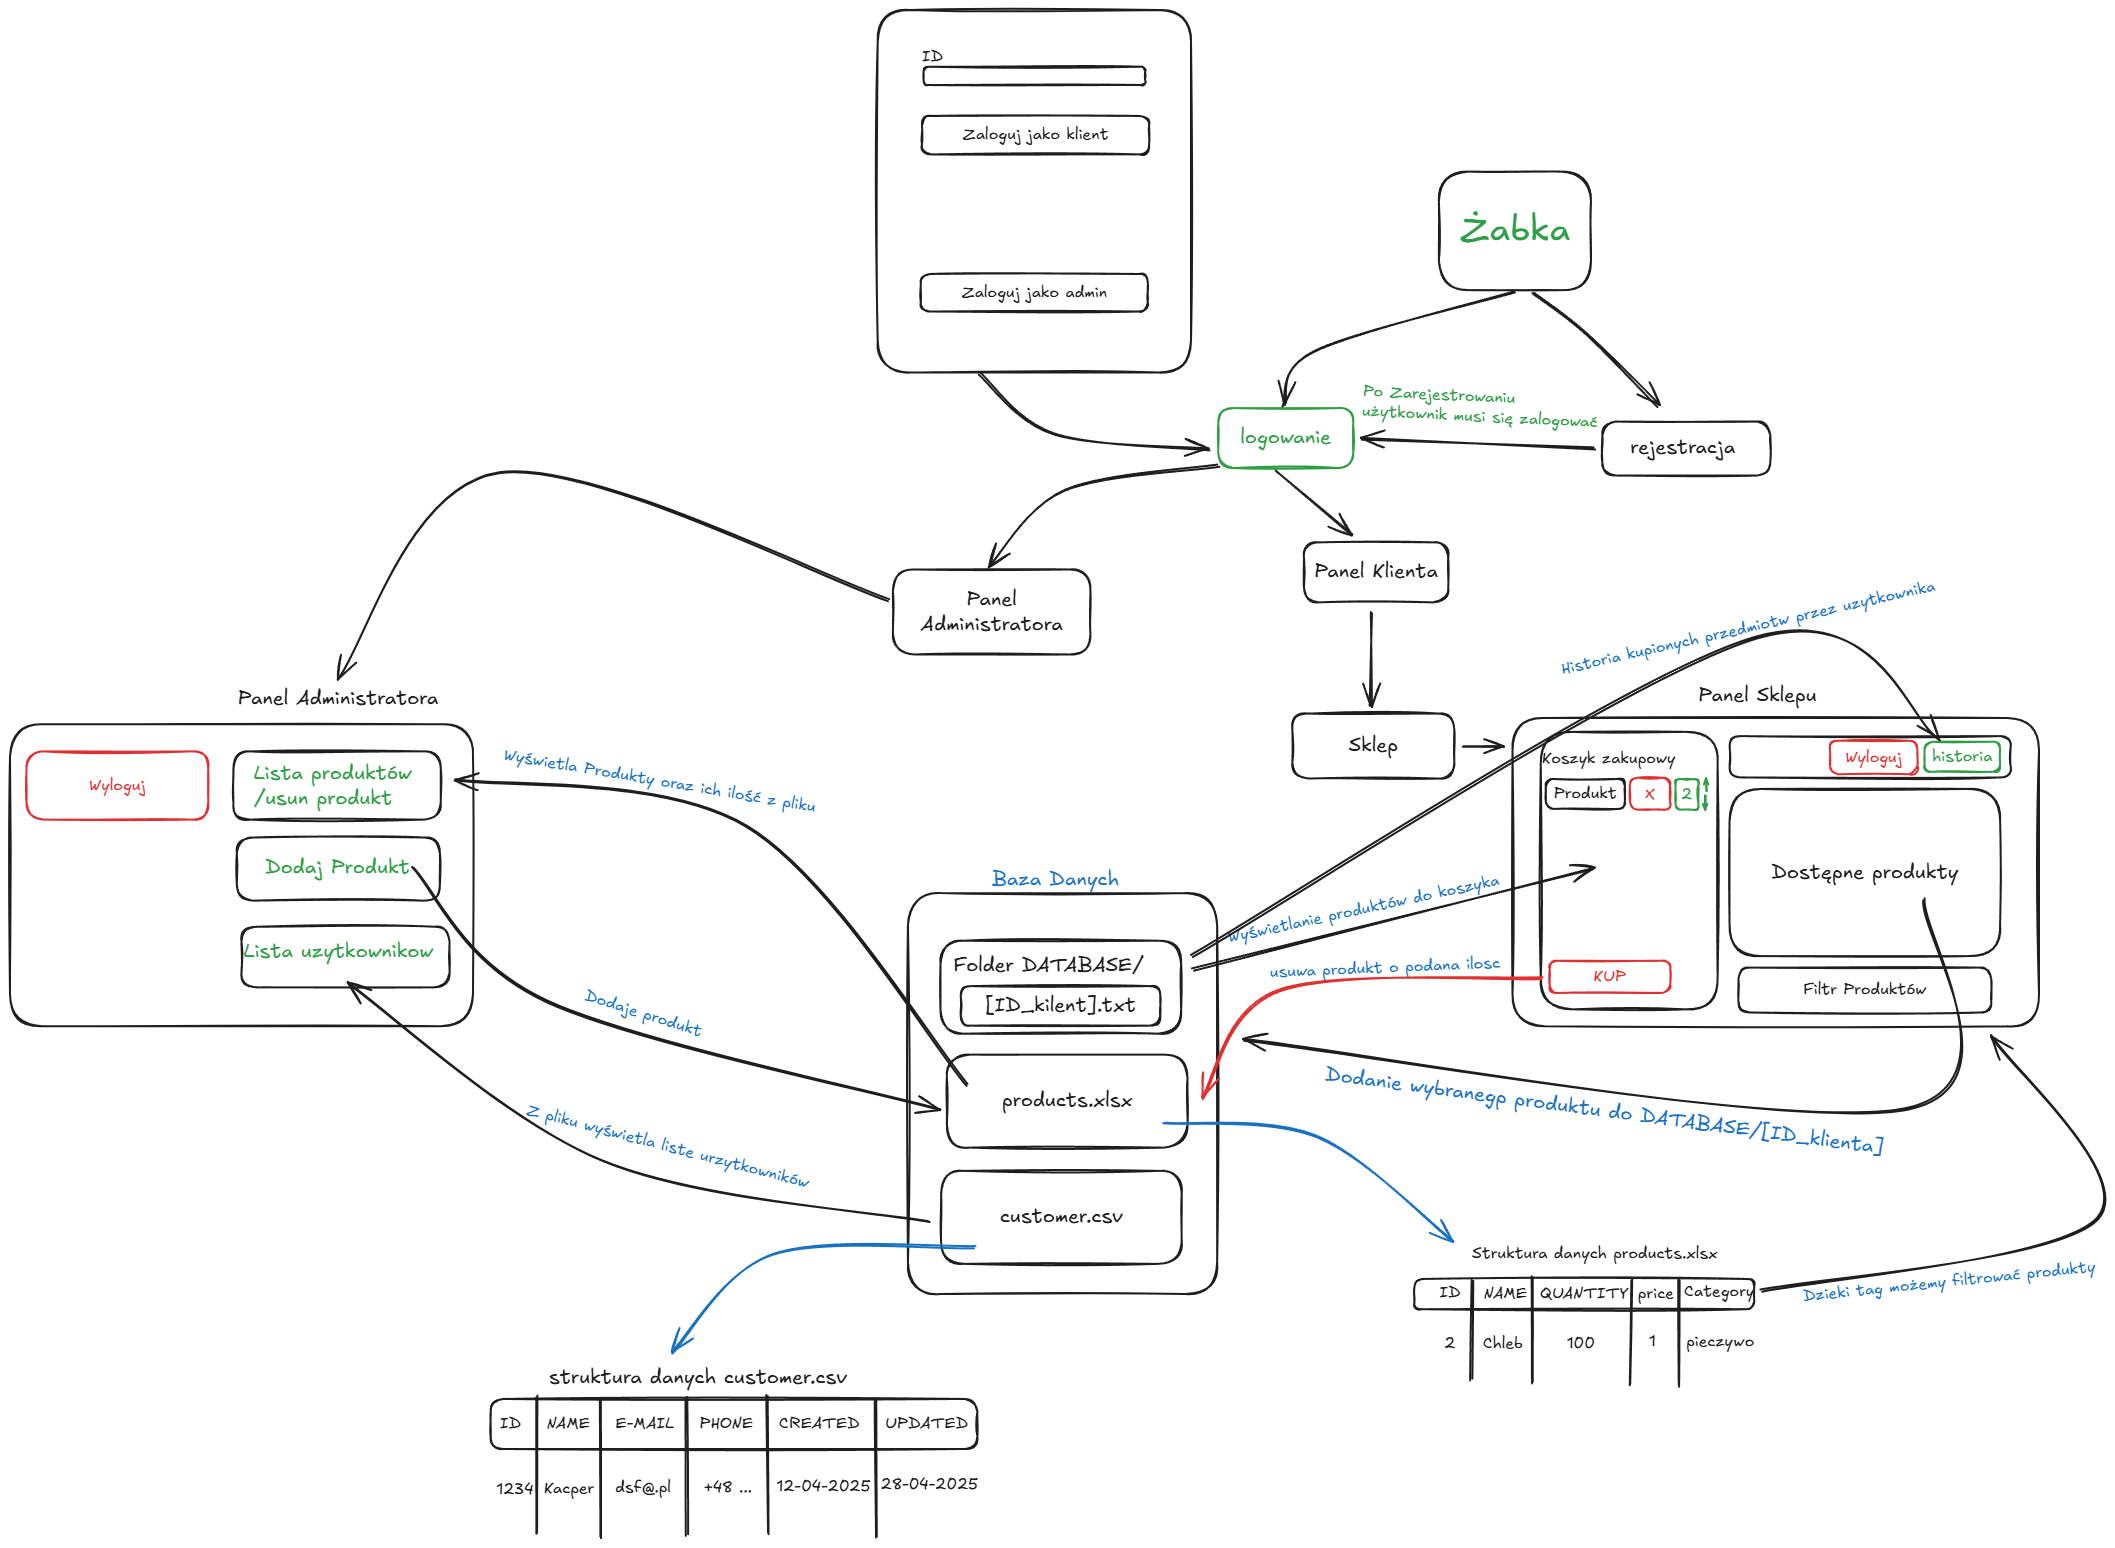 ID
Zaloguj jako klient
Zaloguj jako admin
Żabka
Po Zarejestrowaniu
użytkownik musi się zalogować
logowanie
rejestracja
Panel
Administratora
Panel Klienta
Sklep
Historia kupionych przedmiotw przez uzytkownika
Panel Administratora
Wyloguj
Lista produktów
/usun produkt
Dodaj Produkt
Lista uzytkownikow
Wyświetla Produkty oraz ich ilość z pliku
Dodaje produkt
Z pliku wyświetla liste urzytkowników
Baza Danych
Folder DATABASE/
[ID_kilent].txt
products.xlsx
customer.csv
Wyświetlanie produktów do koszyka
usuwa produkt o podana ilosc
Panel Sklepu
Koszyk zakupowy
Produkt
X
2
KUP
Wyloguj
historia
Dostępne produkty
Filtr Produktów
Dodanie wybranegp produktu do DATABASE/[ID_klienta]
Struktura danych products.xlsx
ID NAME QUANTITY price Category
2 Chleb 100 1 pieczywo
Dzieki tag możemy filtrować produkty
struktura danych customer.csv
ID NAME E-MAIL PHONE CREATED UPDATED
1234 Kacper dsf@.pl +48 ... 12-04-2025 28-04-2025